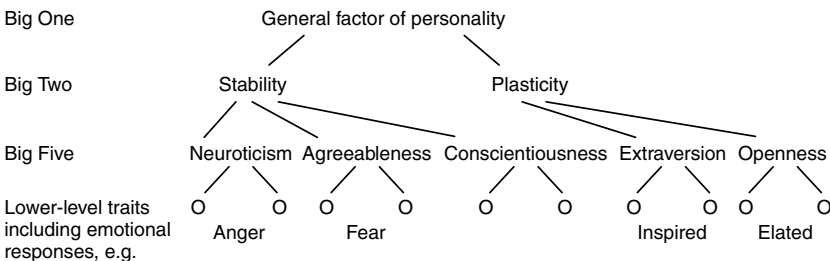 Big One General factor of personality
Big Two Stability Plasticity
Big Five Neuroticism Agreeableness Conscientiousness Extraversion Openness
Lower-level traits O O O O O O O O O O
including emotional Anger Fear Inspired Elated
responses, e.g.